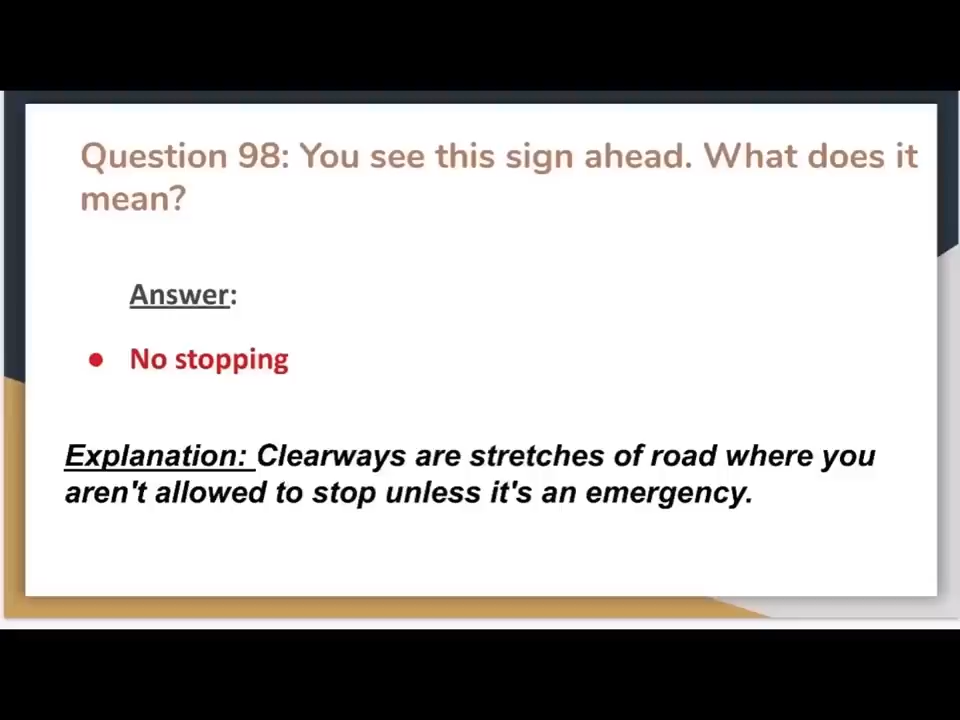 Question 98: You see this sign ahead. What does it
mean?
Answer:
● No stopping
Explanation: Clearways are stretches of road where you
aren't allowed to stop unless it's an emergency.